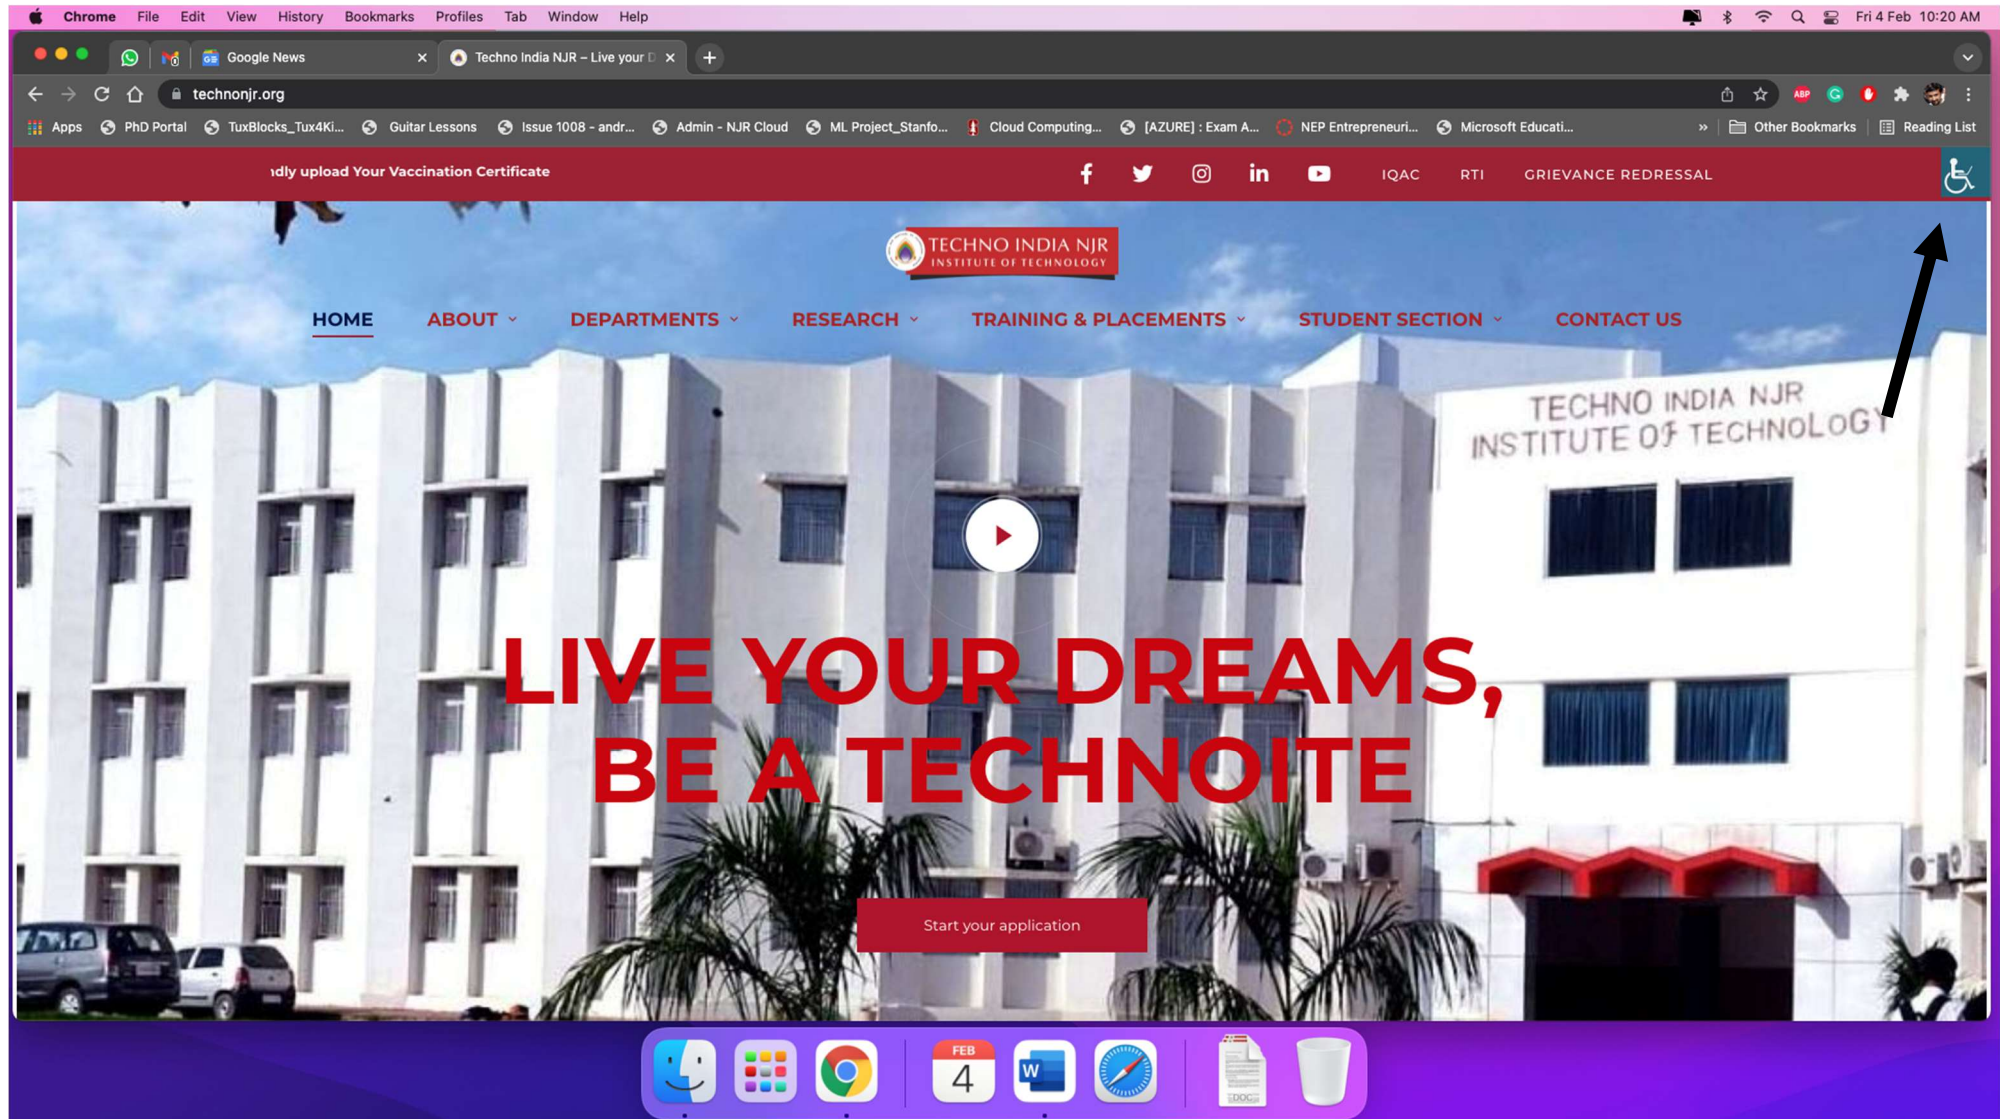 Chrome File Edit View History Bookmarks Profiles Tab Window Help Fri 4 Feb 10:20 AM
Google News Techno India NJR – Live your D
technonjr.org ABP
Apps PhD Portal TuxBlocks_Tux4Ki... Guitar Lessons Issue 1008 - andr... Admin - NJR Cloud ML Project_Stanfo... Cloud Computing... [AZURE] : Exam A... NEP Entrepreneuri... Microsoft Educati... » Other Bookmarks Reading List
ndly upload Your Vaccination Certificate IQAC RTI GRIEVANCE REDRESSAL
TECHNO INDIA NJR
INSTITUTE OF TECHNOLOGY
HOME ABOUT DEPARTMENTS RESEARCH TRAINING & PLACEMENTS STUDENT SECTION CONTACT US
TECHNO INDIA NJR
INSTITUTE OF TECHNOLOGY
LIVE YOUR DREAMS,
BE A TECHNOITE
Start your application
FEB
4
W
DOC